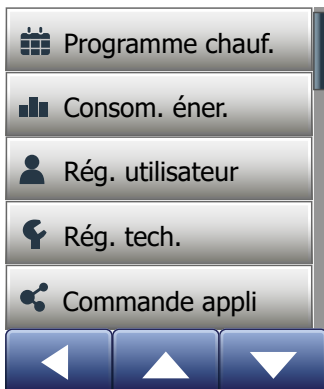 Programme chauf.
Consom. éner.
Rég. utilisateur
Rég. tech.
Commande appli